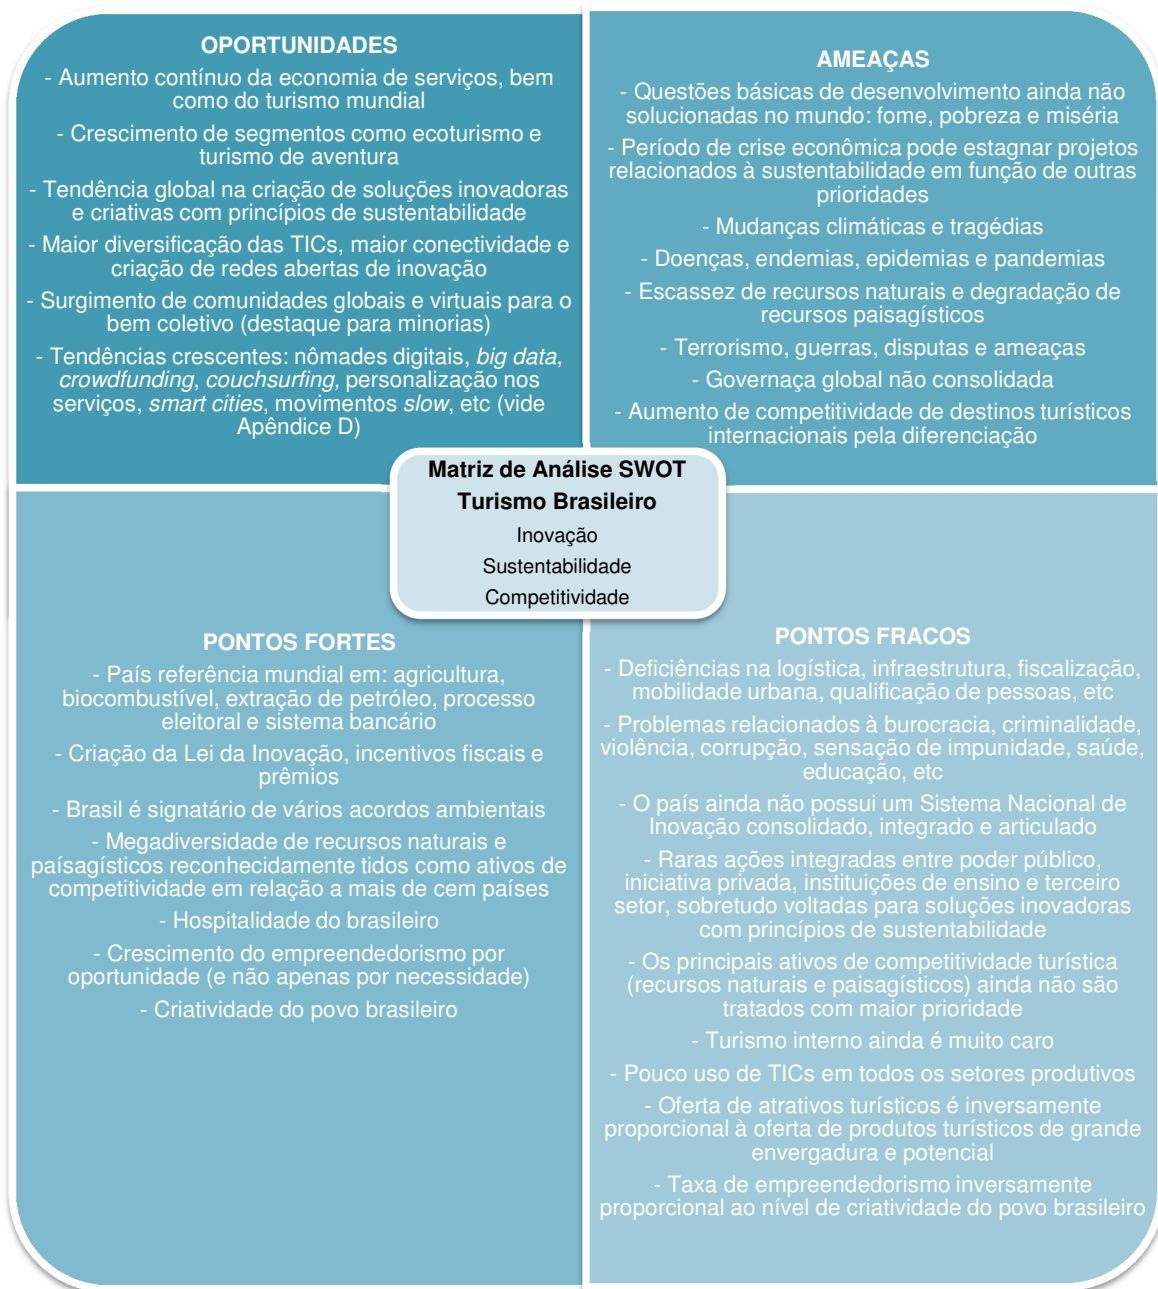 OPORTUNIDADES
- Aumento contínuo da economia de serviços, bem
como do turismo mundial
- Crescimento de segmentos como ecoturismo e
turismo de aventura
- Tendência global na criação de soluções inovadoras
e criativas com princípios de sustentabilidade
- Maior diversificação das TICs, maior conectividade e
criação de redes abertas de inovação
- Surgimento de comunidades globais e virtuais para o
bem coletivo (destaque para minorias)
- Tendências crescentes: nômades digitais, big data,
crowdfunding, couchsurfing, personalização nos
serviços, smart cities, movimentos slow, etc (vide
Apêndice D)
AMEAÇAS
- Questões básicas de desenvolvimento ainda não
solucionadas no mundo: fome, pobreza e miséria
- Período de crise econômica pode estagnar projetos
relacionados à sustentabilidade em função de outras
prioridades
- Mudanças climáticas e tragédias
- Doenças, endemias, epidemias e pandemias
- Escassez de recursos naturais e degradação de
recursos paisagísticos
- Terrorismo, guerras, disputas e ameaças
- Governaça global não consolidada
- Aumento de competitividade de destinos turísticos
internacionais pela diferenciação
Matriz de Análise SWOT
Turismo Brasileiro
Inovação
Sustentabilidade
Competitividade
PONTOS FORTES
- País referência mundial em: agricultura,
biocombustível, extração de petróleo, processo
eleitoral e sistema bancário
- Criação da Lei da Inovação, incentivos fiscais e
prêmios
- Brasil é signatário de vários acordos ambientais
- Megadiversidade de recursos naturais e
paísagísticos reconhecidamente tidos como ativos de
competitividade em relação a mais de cem países
- Hospitalidade do brasileiro
- Crescimento do empreendedorismo por
oportunidade (e não apenas por necessidade)
- Criatividade do povo brasileiro
PONTOS FRACOS
- Deficiências na logística, infraestrutura, fiscalização,
mobilidade urbana, qualificação de pessoas, etc
- Problemas relacionados à burocracia, criminalidade,
violência, corrupção, sensação de impunidade, saúde,
educação, etc
- O país ainda não possui um Sistema Nacional de
Inovação consolidado, integrado e articulado
- Raras ações integradas entre poder público,
iniciativa privada, instituições de ensino e terceiro
setor, sobretudo voltadas para soluções inovadoras
com princípios de sustentabilidade
- Os principais ativos de competitividade turística
(recursos naturais e paisagísticos) ainda não são
tratados com maior prioridade
- Turismo interno ainda é muito caro
- Pouco uso de TICs em todos os setores produtivos
- Oferta de atrativos turísticos é inversamente
proporcional à oferta de produtos turísticos de grande
envergadura e potencial
- Taxa de empreendedorismo inversamente
proporcional ao nível de criatividade do povo brasileiro